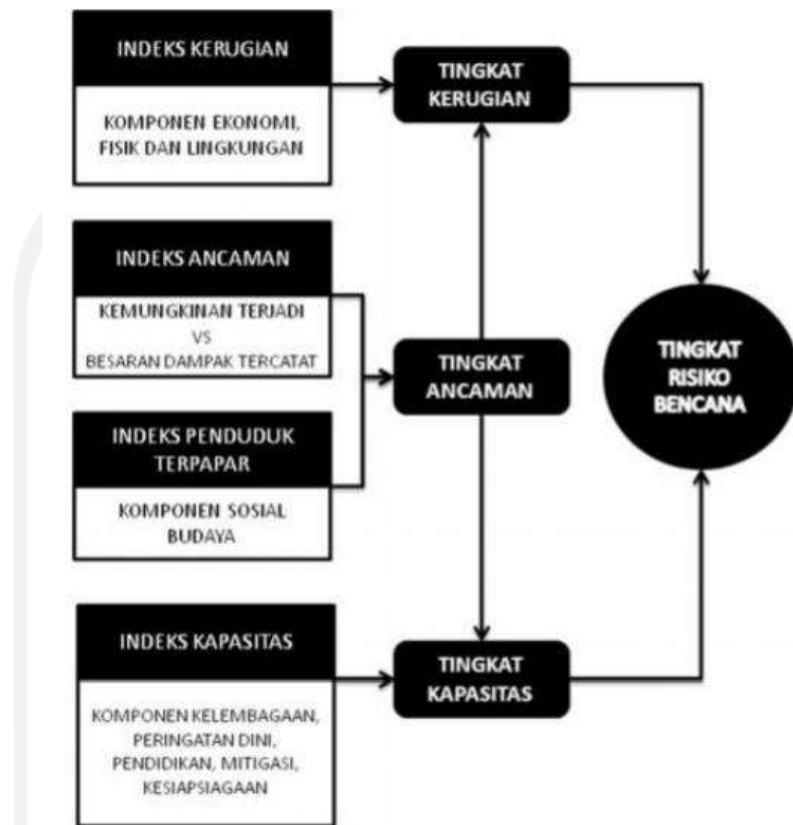 INDEKS KERUGIAN
KOMPONEN EKONOMI,
FISIK DAN LINGKUNGAN
TINGKAT
KERUGIAN
INDEKS ANCAMAN
KEMUNGKINAN TERJADI
VS
BESARAN DAMPAK TERCATAT
TINGKAT
ANCAMAN
TINGKAT
RISIKO
BENCANA
INDEKS PENDUDUK
TERPAPAR
KOMPONEN SOSIAL
BUDAYA
INDEKS KAPASITAS
KOMPONEN KELEMBAGAAN,
PERINGATAN DINI,
PENDIDIKAN, MITIGASI,
KESIAPSIAGAAN
TINGKAT
KAPASITAS